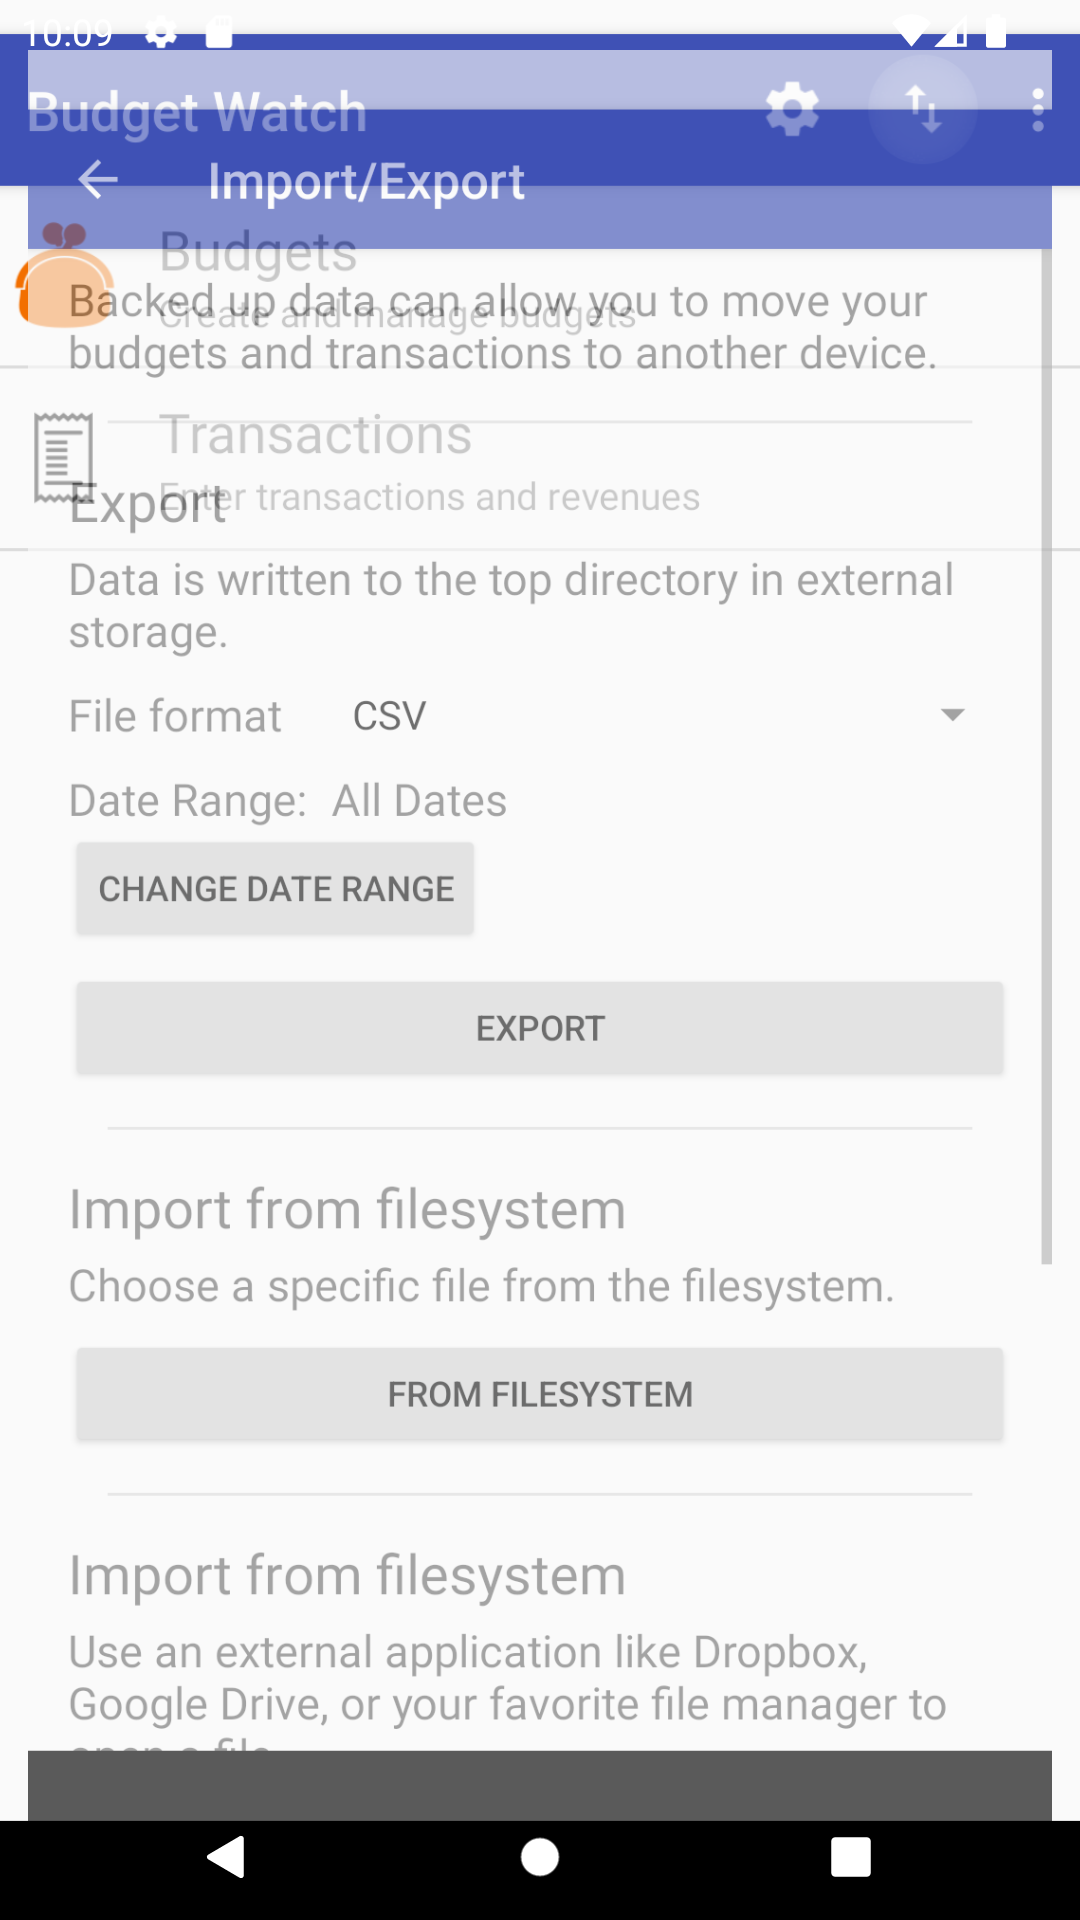 10:09
Budget Watch
Import/Export
Budgets
Create and manage budgets
Backed up data can allow you to move your
budgets and transactions to another device.
Transactions
Enter transactions and revenues
Export
Data is written to the top directory in external
storage.
File format CSV
Date Range: All Dates
CHANGE DATE RANGE
EXPORT
Import from filesystem
Choose a specific file from the filesystem.
FROM FILESYSTEM
Import from filesystem
Use an external application like Dropbox,
Google Drive, or your favorite file manager to
open a file.